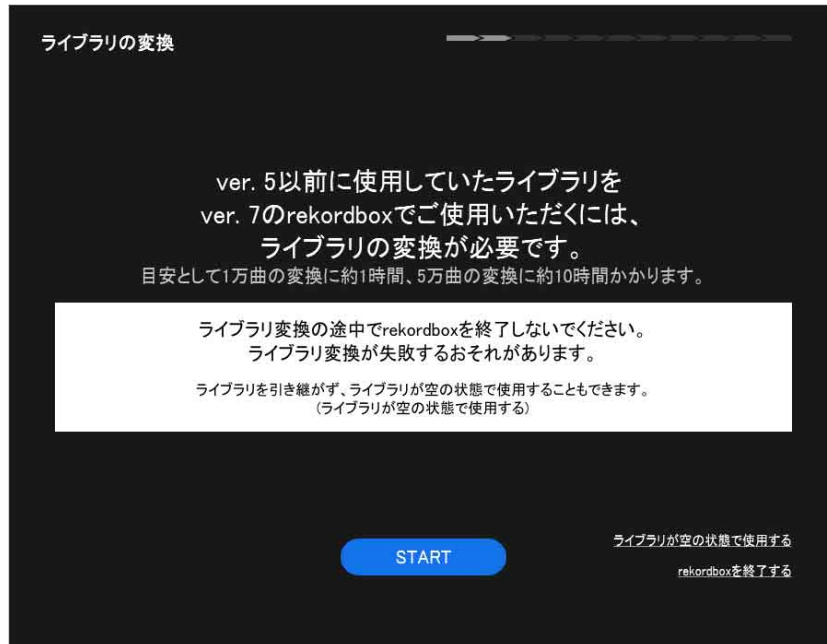 ライブラリの変換
ver. 5以前に使用していたライブラリを
ver. 7のrekordboxでご使用いただくには、
ライブラリの変換が必要です。
目安として1万曲の変換に約1時間、5万曲の変換に約10時間かかります。
ライブラリ変換の途中でrekordboxを終了しないでください。
ライブラリ変換が失敗するおそれがあります。
ライブラリを引き継がず、ライブラリが空の状態で使用することもできます。
(ライブラリが空の状態で使用する)
START
ライブラリが空の状態で使用する
rekordboxを終了する